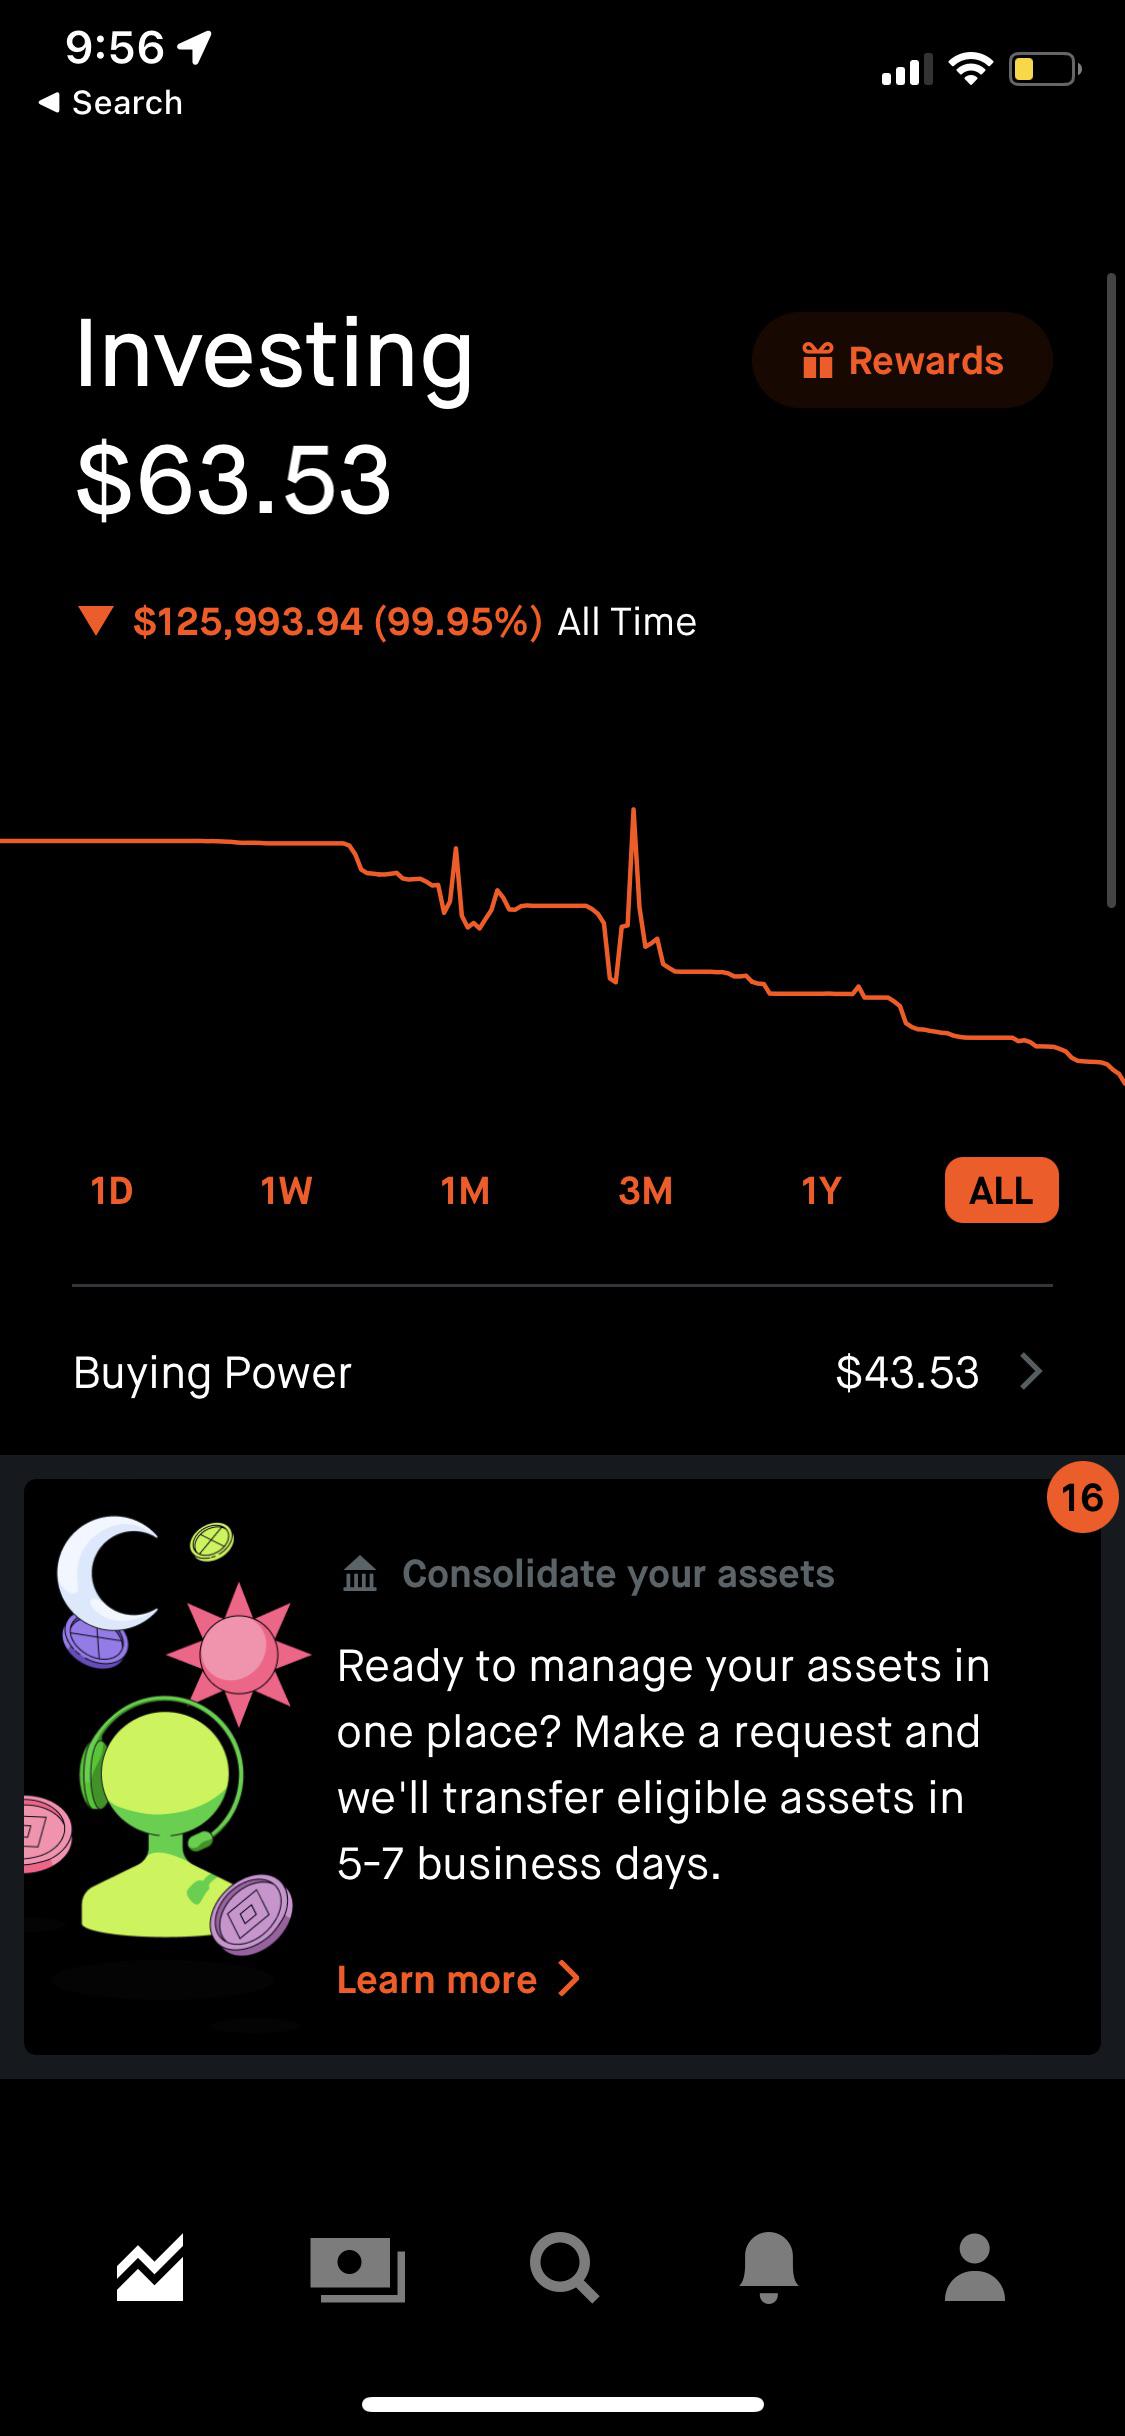 9:56
◀ Search
Investing
Rewards
$63.53
▼ $125,993.94 (99.95%) All Time
1D 1W 1M 3M 1Y ALL
Buying Power $43.53
16
Consolidate your assets
Ready to manage your assets in
one place? Make a request and
we'll transfer eligible assets in
5-7 business days.
Learn more